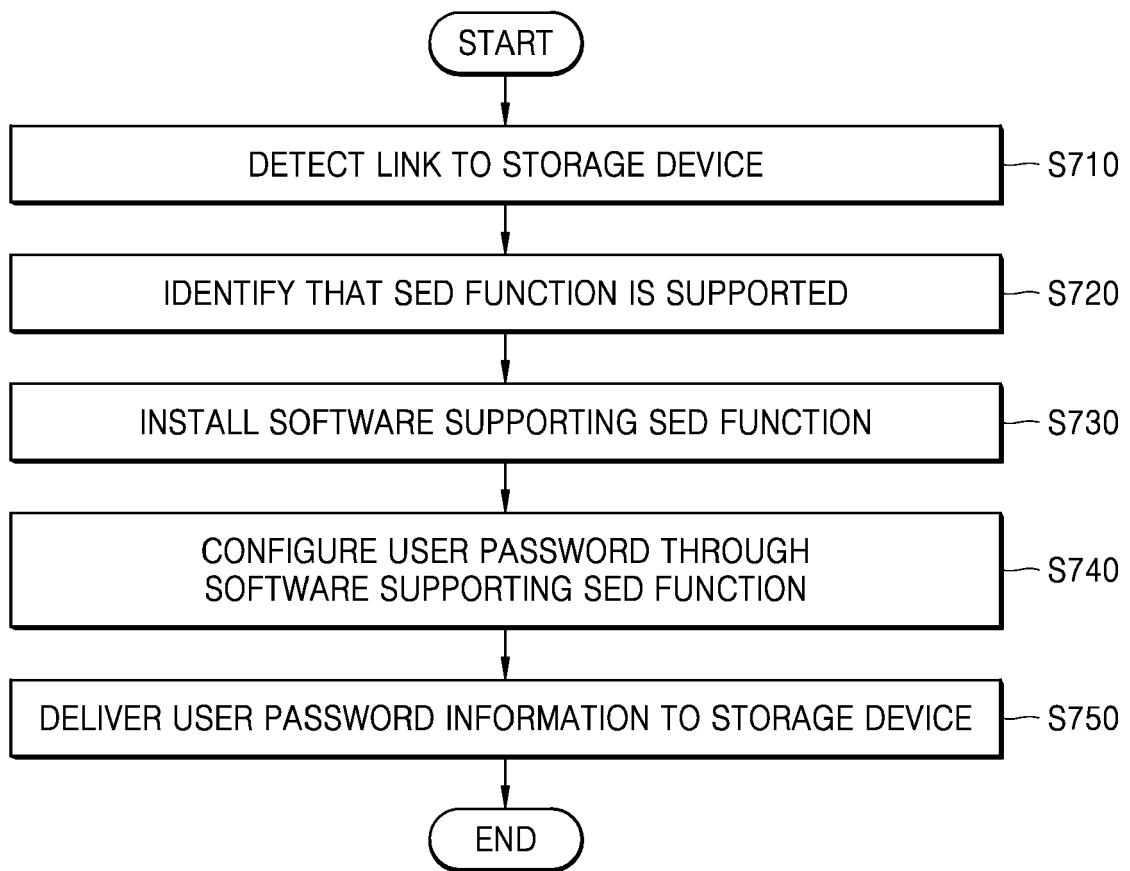 START
DETECT LINK TO STORAGE DEVICE
S710
IDENTIFY THAT SED FUNCTION IS SUPPORTED
S720
INSTALL SOFTWARE SUPPORTING SED FUNCTION
S730
CONFIGURE USER PASSWORD THROUGH
SOFTWARE SUPPORTING SED FUNCTION
S740
DELIVER USER PASSWORD INFORMATION TO STORAGE DEVICE
S750
END